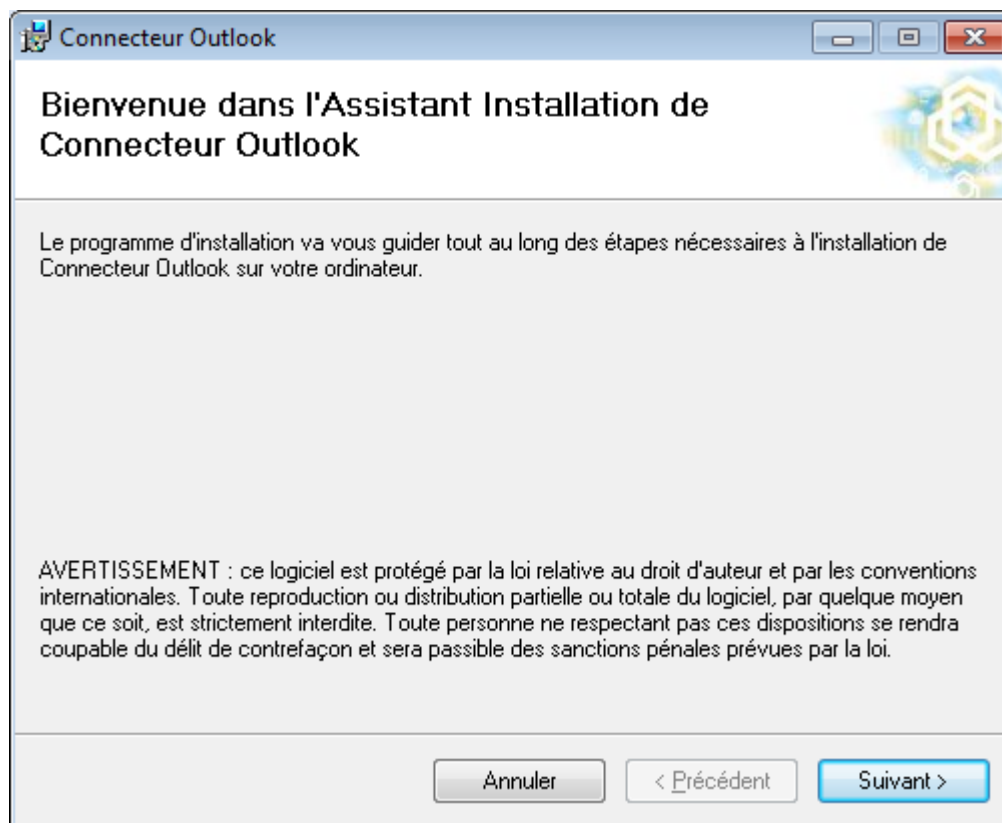 Connecteur Outlook
Bienvenue dans l'Assistant Installation de
Connecteur Outlook
Le programme d'installation va vous guider tout au long des étapes nécessaires à l'installation de
Connecteur Outlook sur votre ordinateur.
AVERTISSEMENT : ce logiciel est protégé par la loi relative au droit d'auteur et par les conventions
internationales. Toute reproduction ou distribution partielle ou totale du logiciel, par quelque moyen
que ce soit, est strictement interdite. Toute personne ne respectant pas ces dispositions se rendra
coupable du délit de contrefaçon et sera passible des sanctions pénales prévues par la loi.
Annuler
< Précédent
Suivant >